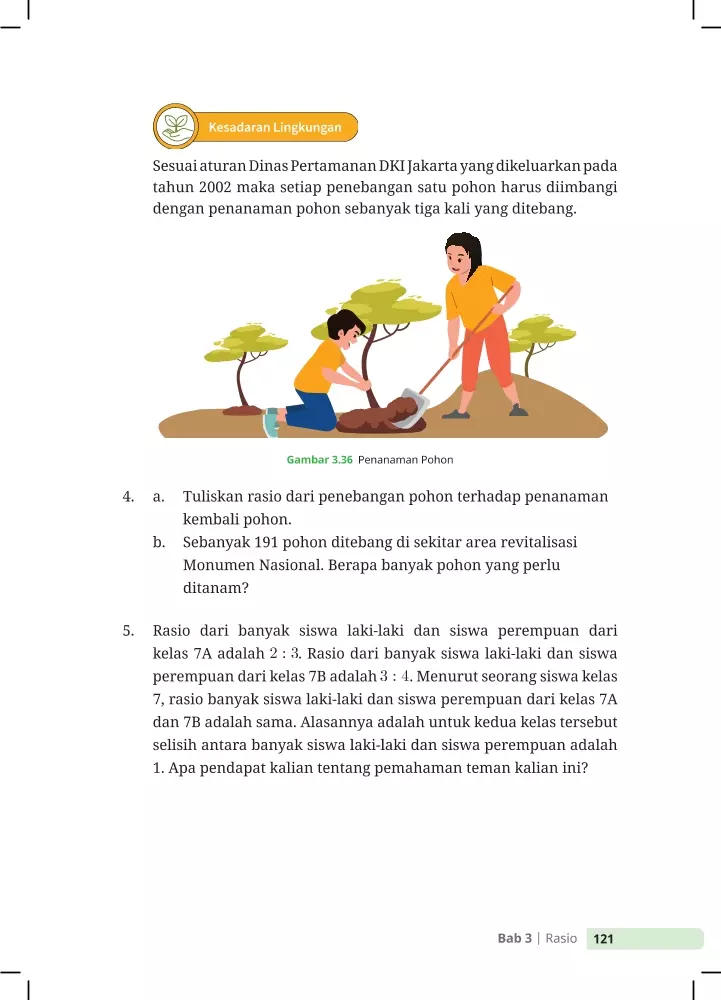 Kesadaran Lingkungan
Sesuai aturan Dinas Pertamanan DKI Jakarta yang dikeluarkan pada
tahun 2002 maka setiap penebangan satu pohon harus diimbangi
dengan penanaman pohon sebanyak tiga kali yang ditebang.
Gambar 3.36 Penanaman Pohon
4. a. Tuliskan rasio dari penebangan pohon terhadap penanaman
kembali pohon.
b. Sebanyak 191 pohon ditebang di sekitar area revitalisasi
Monumen Nasional. Berapa banyak pohon yang perlu
ditanam?
5. Rasio dari banyak siswa laki-laki dan siswa perempuan dari
kelas 7A adalah 2 : 3. Rasio dari banyak siswa laki-laki dan siswa
perempuan dari kelas 7B adalah 3 : 4. Menurut seorang siswa kelas
7, rasio banyak siswa laki-laki dan siswa perempuan dari kelas 7A
dan 7B adalah sama. Alasannya adalah untuk kedua kelas tersebut
selisih antara banyak siswa laki-laki dan siswa perempuan adalah
1. Apa pendapat kalian tentang pemahaman teman kalian ini?
Bab 3 | Rasio 121